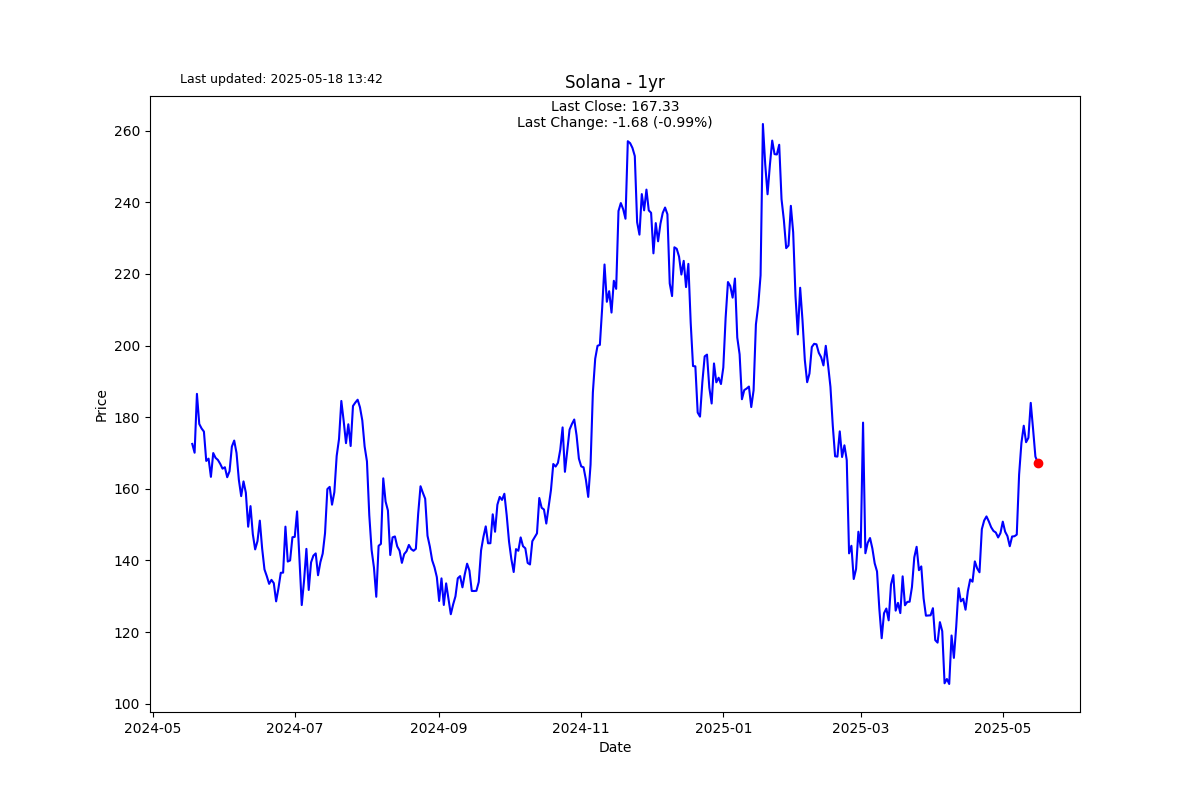 Last updated: 2025-05-18 13:42
Solana - 1yr
Last Close: 167.33
Last Change: -1.68 (-0.99%)
Price
260
240
220
200
180
160
140
120
100
2024-05
2024-07
2024-09
2024-11
2025-01
2025-03
2025-05
Date